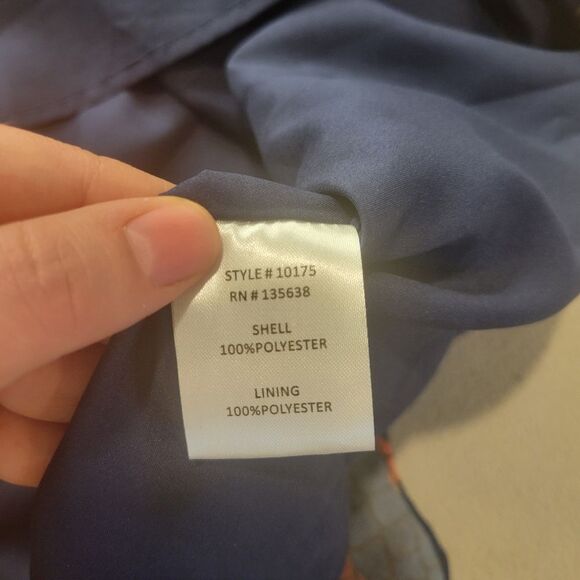 STYLE # 10175
RN # 135638
SHELL
100%POLYESTER
LINING
100%POLYESTER